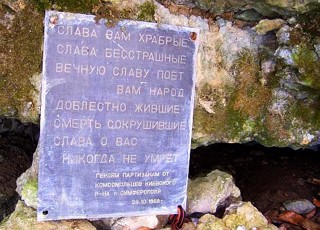 СЛАВА ВАМ ХРАБРЫЕ
СЛАВА БЕССТРАШНЫЕ
ВЕЧНУЮ СЛАВУ ПОЕТ
ВАМ НАРОД
ДОБЛЕСТНО ЖИВШИЕ
СМЕРТЬ СОКРУШИВШИЕ
СЛАВА О ВАС
НИКОГДА НЕ УМРЕТ
ГЕРОЯМ ПАРТИЗАНАМ ОТ
КОМСОМОЛЬЦЕВ КИЕВСКОГО
Р-НА Г СИМФЕРОПОЛЯ